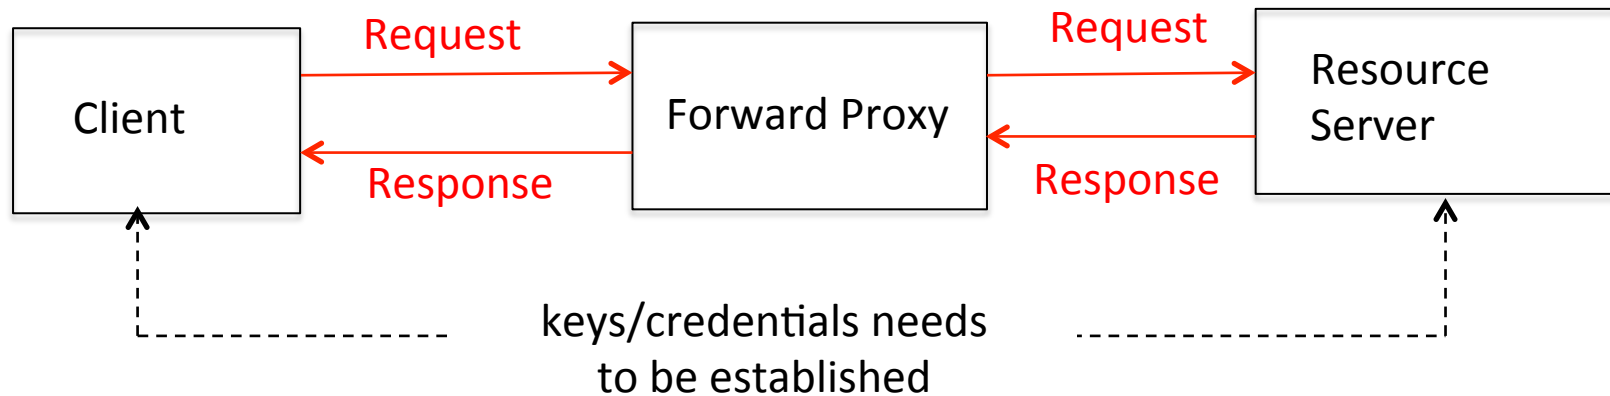 Request
Request
Client
Forward Proxy
Resource
Server
Response
Response
keys/credentials needs
to be established